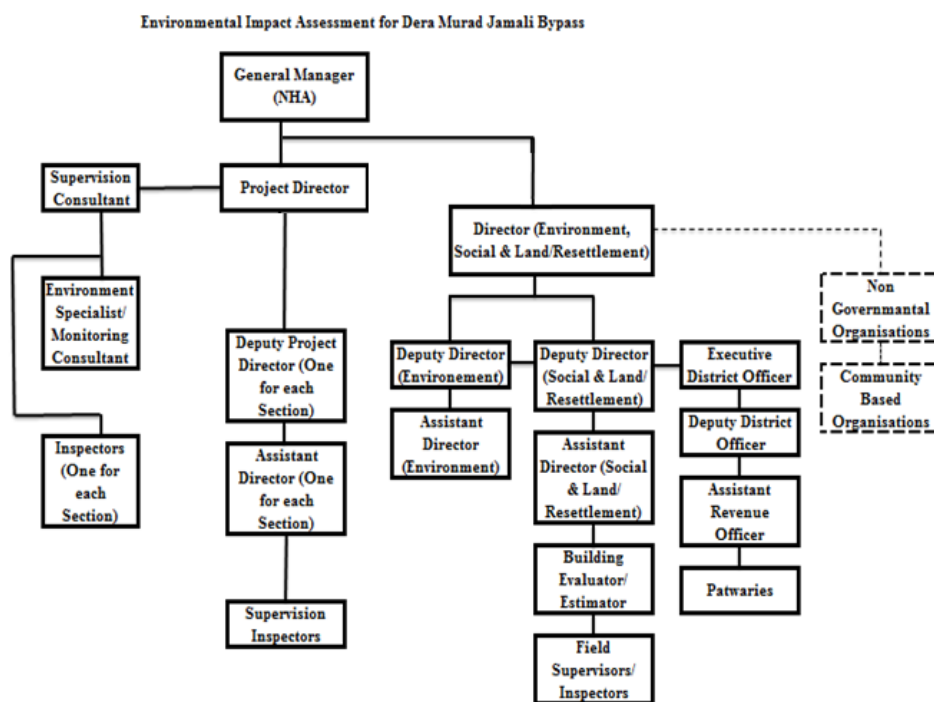 Environmental Impact Assessment for Dera Murad Jamali Bypass
General Manager
(NHA)
Supervision
Consultant
Project Director
Director (Environment,
Social & Land/Resettlement)
Environment
Specialist/
Monitoring
Consultant
Non
Governmantal
Organisations
Deputy Project
Director (One
for each
Section)
Deputy Director
(Environement)
Deputy Director
(Social & Land/
Resettlement)
Executive
District Officer
Community
Based
Organisations
Inspectors
(One for
each
Section)
Assistant
Director (One
for each
Section)
Assistant
Director
(Environment)
Assistant
Director (Social
& Land/
Resettlement)
Deputy District
Officer
Assistant
Revenue
Officer
Building
Evaluator/
Estimator
Patwaries
Supervision
Inspectors
Field
Supervisors/
Inspectors